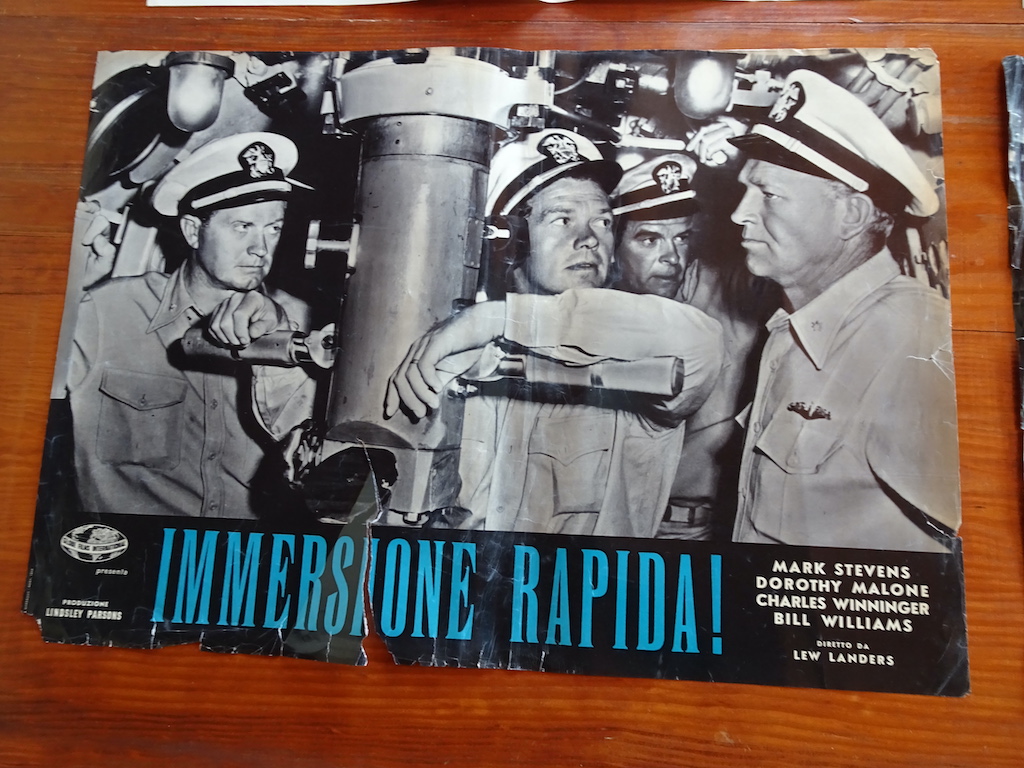 presenta
PRODUZIONE
LINDSLEY PARSONS
IMMERSIONE RAPIDA!
MARK STEVENS
DOROTHY MALONE
CHARLES WINNINGER
BILL WILLIAMS
DIRETTO DA
LEW LANDERS